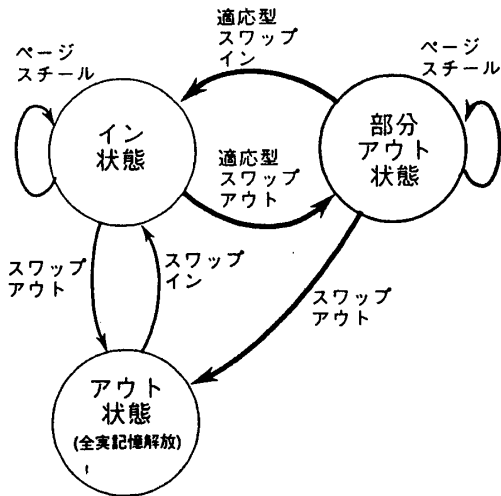 適応型
スワップ
イン
ページ
スチール
ページ
スチール
イン
状態
部分
アウト
状態
適応型
スワップ
アウト
スワップ
アウト
スワップ
イン
スワップ
アウト
アウト
状態
(全実記憶解放)